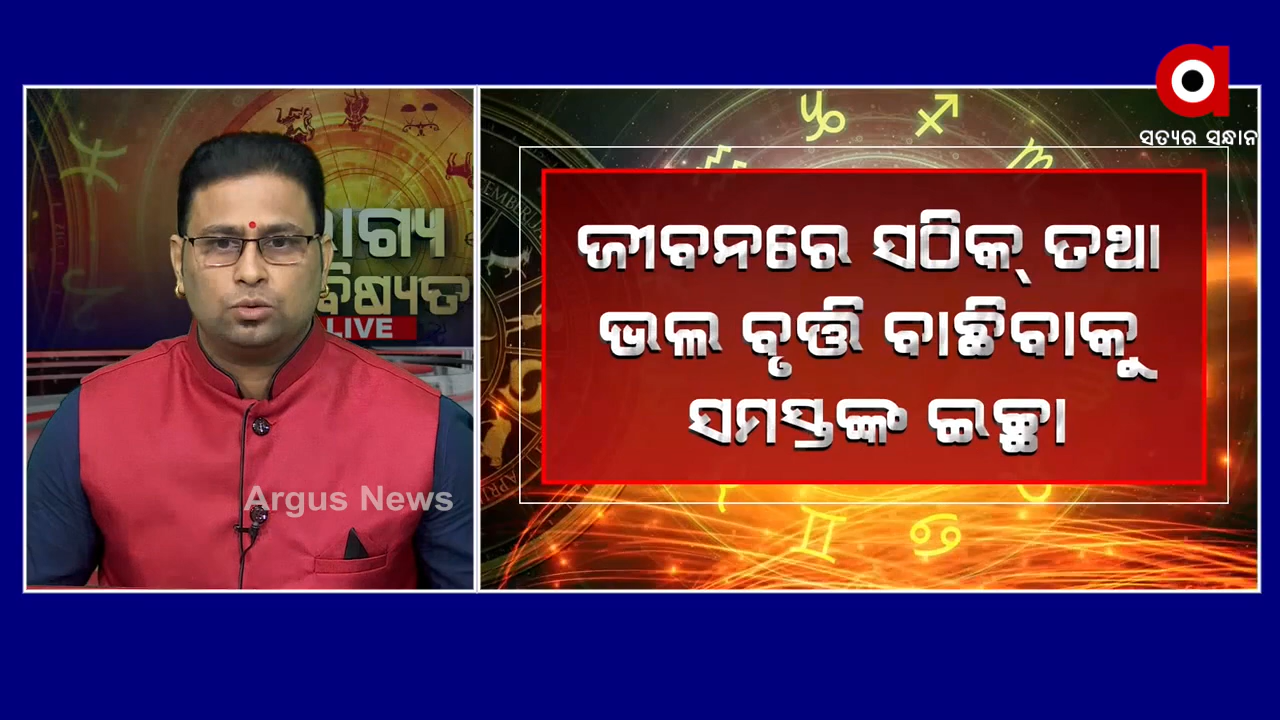 ସତ୍ୟର ସନ୍ଧାନ
LIVE
Argus News
ଜୀବନରେ ସଠିକ୍ ତଥା
ଭଲ ବୃତ୍ତି ବାଛିବାକୁ
ସମସ୍ତଙ୍କ ଇଚ୍ଛା